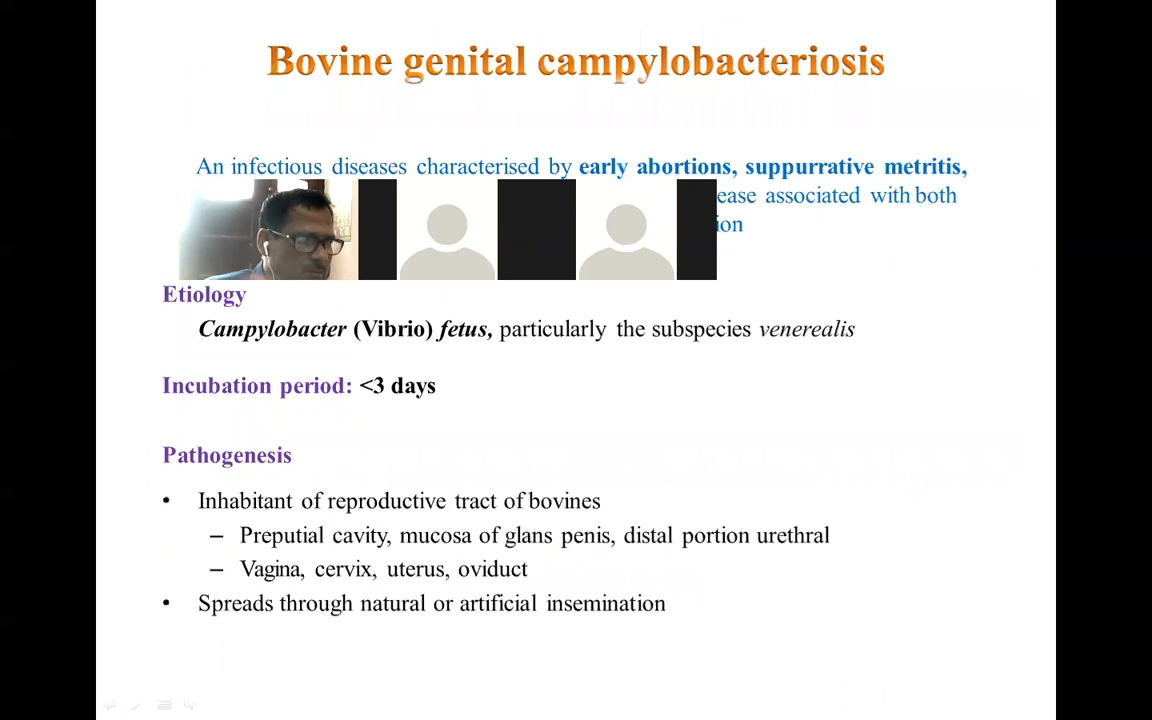 Bovine genital campylobacteriosis
An infectious diseases characterised by early abortions, suppurrative metritis,
ease associated with both
ion
Etiology
Campylobacter (Vibrio) fetus, particularly the subspecies venerealis
Incubation period: <3 days
Pathogenesis
• Inhabitant of reproductive tract of bovines
– Preputial cavity, mucosa of glans penis, distal portion urethral
– Vagina, cervix, uterus, oviduct
• Spreads through natural or artificial insemination